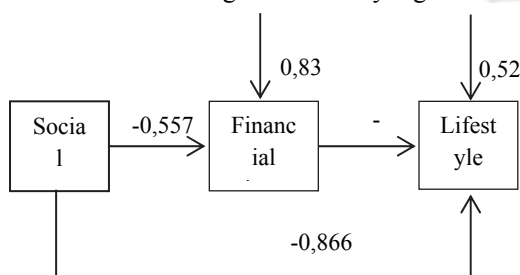 0,83
0,52
Socia
l
-0,557
Financ
ial
-
Lifest
yle
-0,866